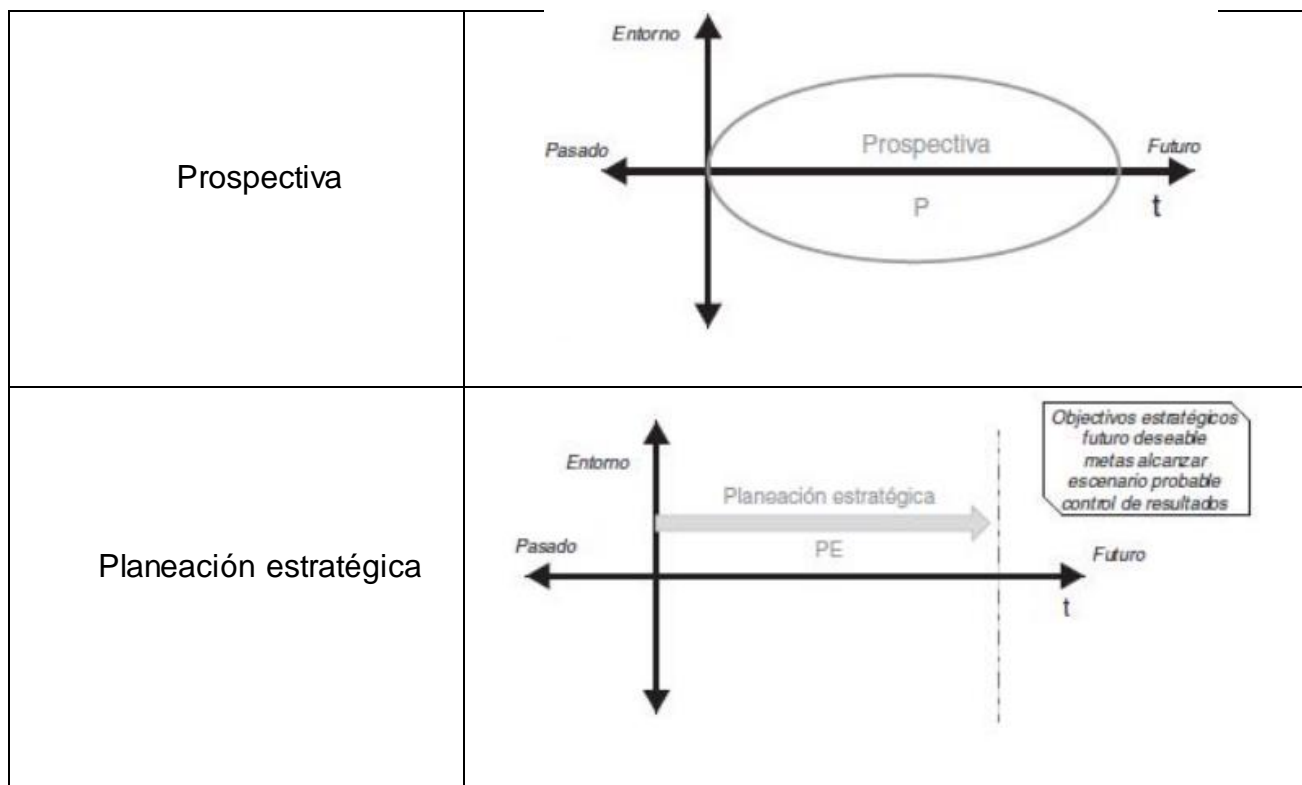 Prospectiva
Entorno
Pasado
Prospectiva
Futuro
P
t
Planeación estratégica
Objectivos estratégicos
futuro deseable
metas alcanzar
escenario probable
control de resultados
Entorno
Planeación estratégica
Pasado
PE
Futuro
t